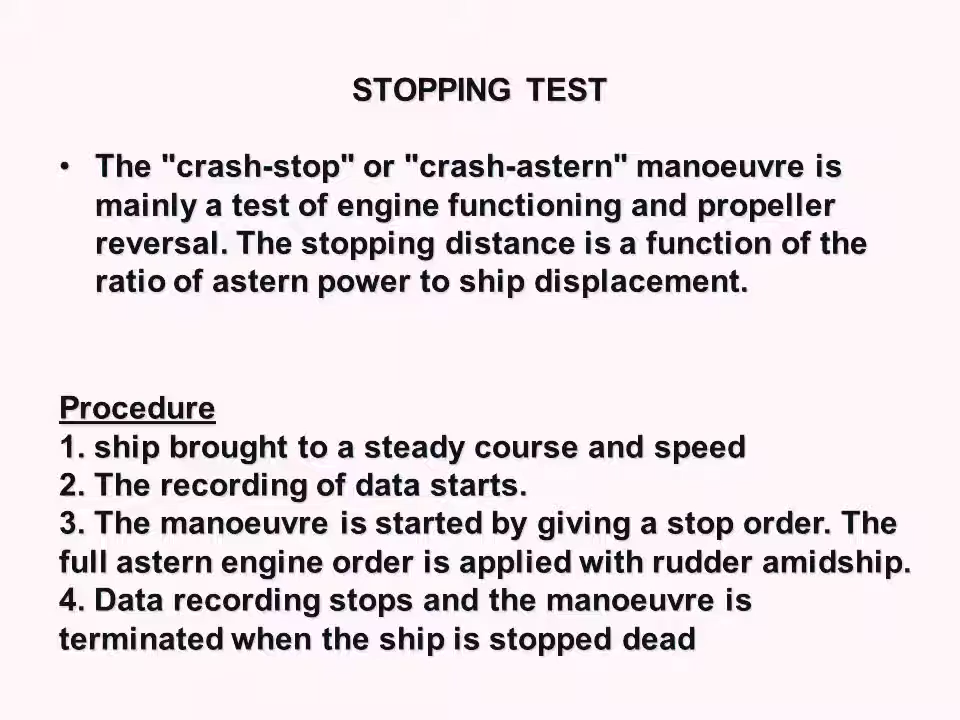 STOPPING TEST
• The "crash-stop" or "crash-astern" manoeuvre is
mainly a test of engine functioning and propeller
reversal. The stopping distance is a function of the
ratio of astern power to ship displacement.
Procedure
1. ship brought to a steady course and speed
2. The recording of data starts.
3. The manoeuvre is started by giving a stop order. The
full astern engine order is applied with rudder amidship.
4. Data recording stops and the manoeuvre is
terminated when the ship is stopped dead